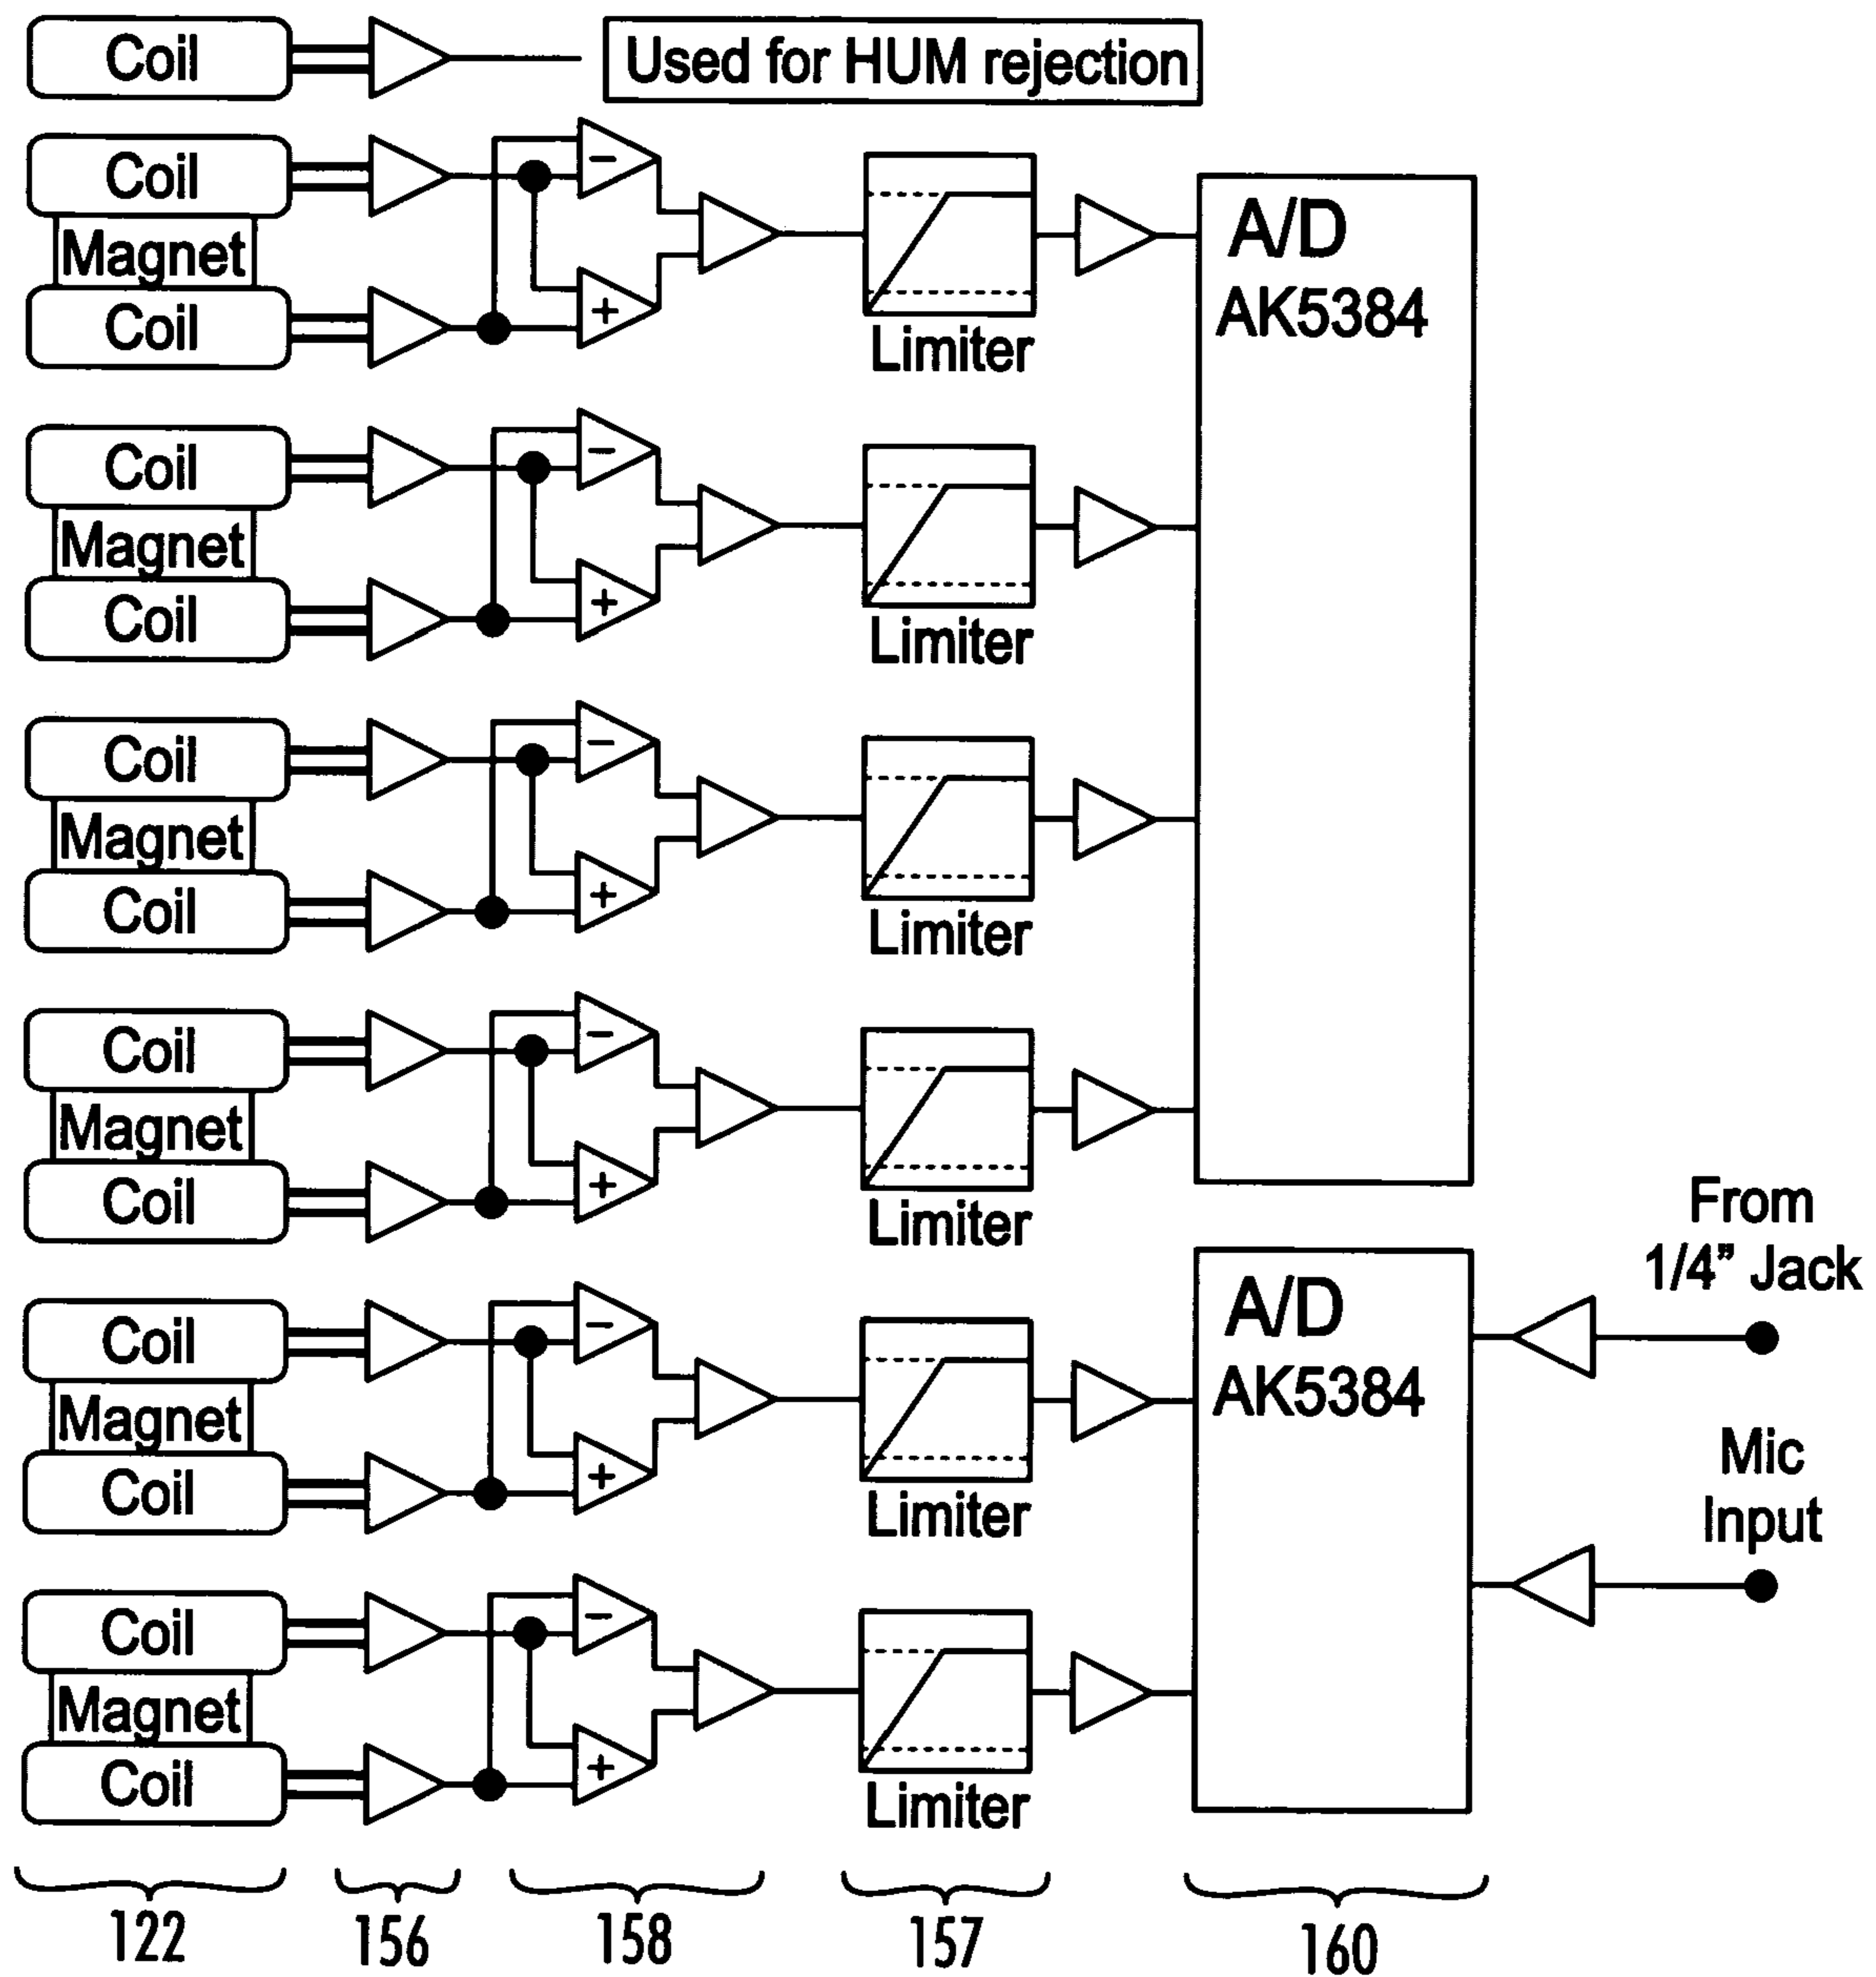 Coil
Used for HUM rejection
Coil
Magnet
Coil
Limiter
A/D
AK5384
Coil
Magnet
Coil
Limiter
Coil
Magnet
Coil
Limiter
Coil
Magnet
Coil
Limiter
From
1/4” Jack
Coil
Magnet
Coil
Limiter
A/D
AK5384
Mic
Input
Coil
Magnet
Coil
Limiter
122
156
158
157
160